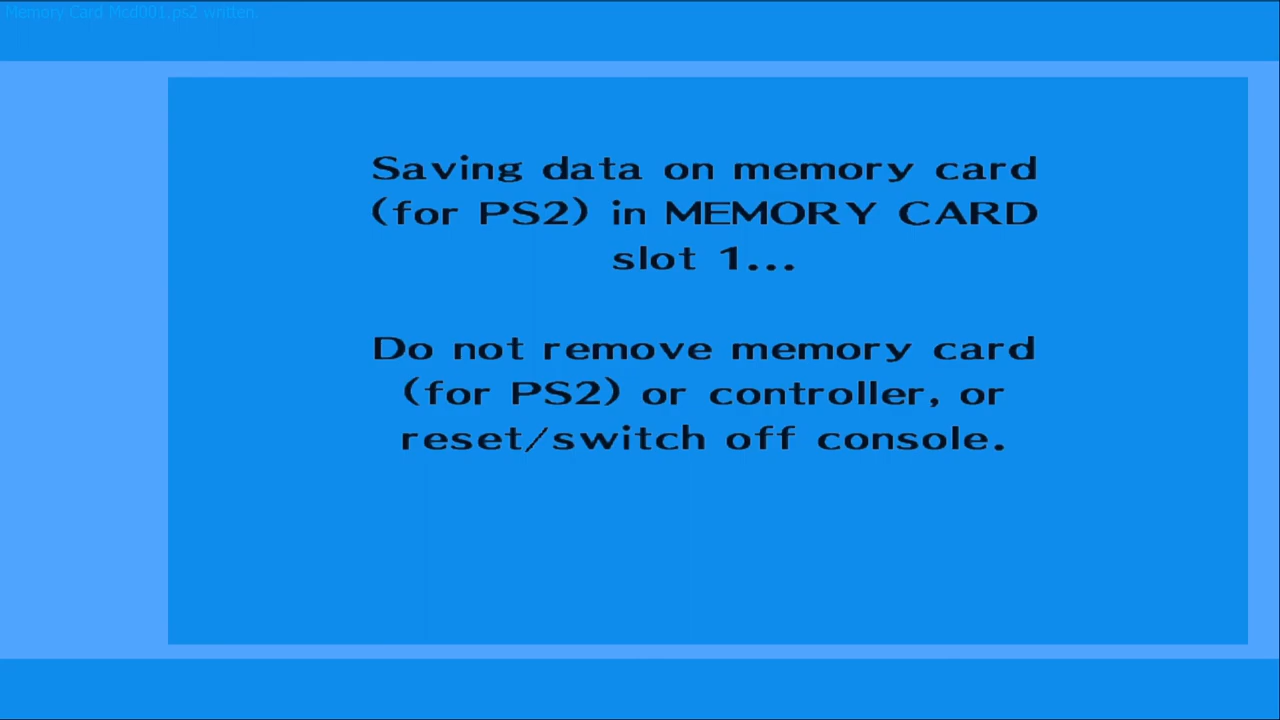 Memory Card Mcd001.ps2 written.
Saving data on memory card
(for PS2) in MEMORY CARD
slot 1...
Do not remove memory card
(for PS2) or controller, or
reset/switch off console.